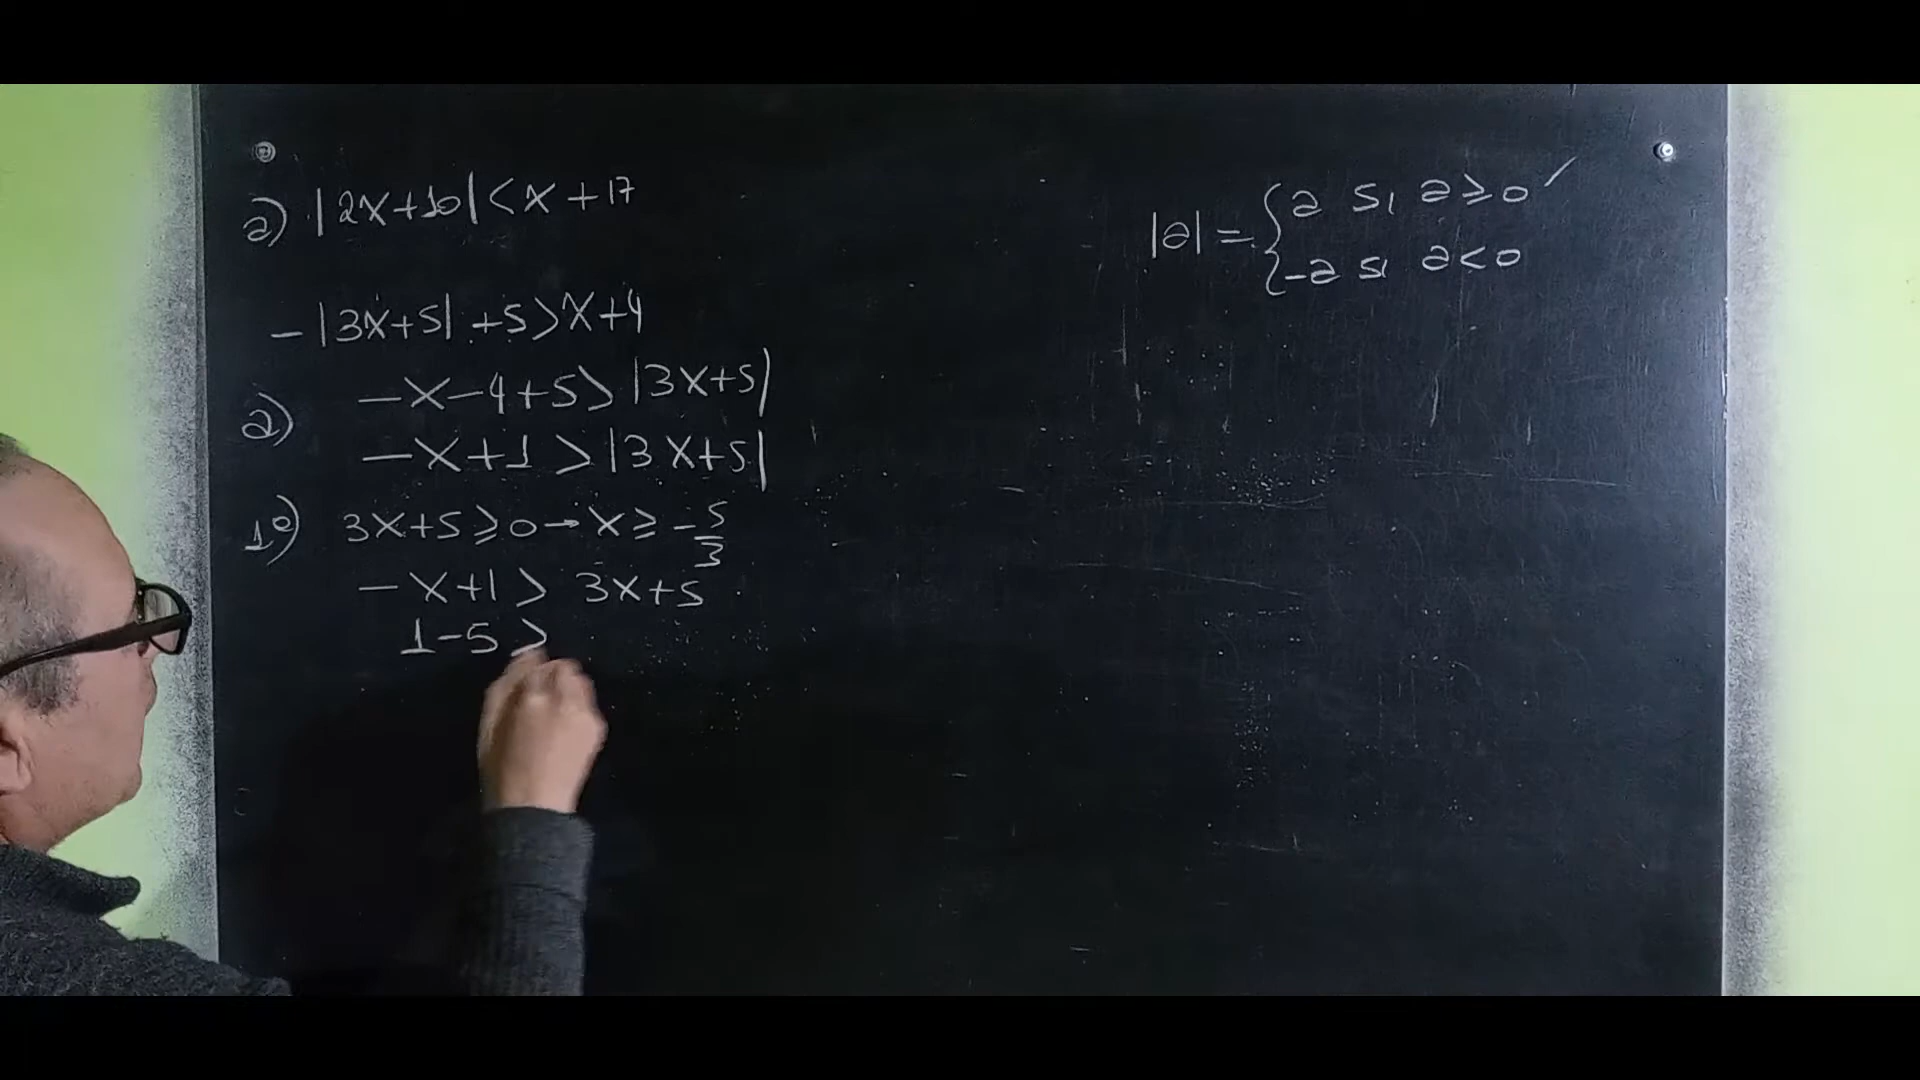 a) |2x+10| < x+17
-|3x+5| +5 > x+4
-x-4+5 > |3x+5|
a)
-x+1 > |3x+5|
1º) 3x+5 ≥ 0 → x ≥ -5/3
-x+1 > 3x+5
1-5 >
|a| = { a si a ≥ 0 ✓
-a si a < 0